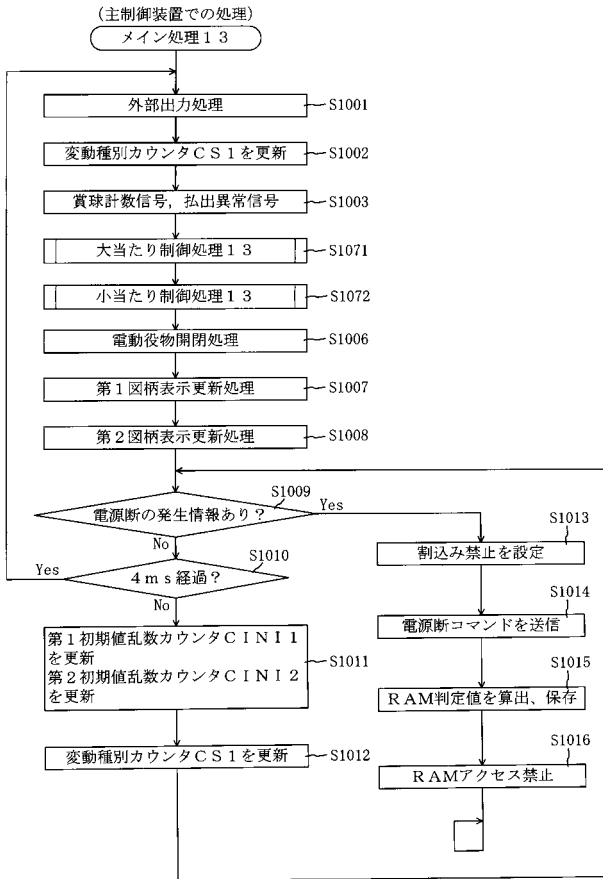 (主制御装置での処理)
メイン処理13
外部出力処理
S1001
変動種別カウンタCS1を更新
S1002
賞球計数信号,払出異常信号
S1003
大当たり制御処理13
S1071
小当たり制御処理13
S1072
電動役物開閉処理
S1006
第1図柄表示更新処理
S1007
第2図柄表示更新処理
S1008
S1009
電源断の発生情報あり?
Yes
No
S1010
Yes
4ms経過?
No
第1初期値乱数カウンタCINI1
を更新
第2初期値乱数カウンタCINI2
を更新
S1011
変動種別カウンタCS1を更新
S1012
S1013
割込み禁止を設定
S1014
電源断コマンドを送信
S1015
RAM判定値を算出、保存
S1016
RAMアクセス禁止